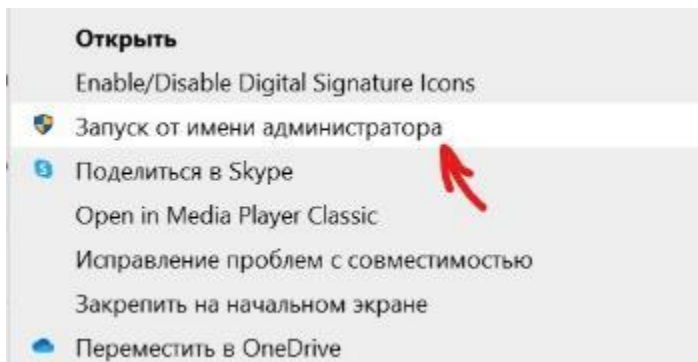 Открыть
Enable/Disable Digital Signature Icons
Запуск от имени администратора
Поделиться в Skype
Open in Media Player Classic
Исправление проблем с совместимостью
Закрепить на начальном экране
Переместить в OneDrive